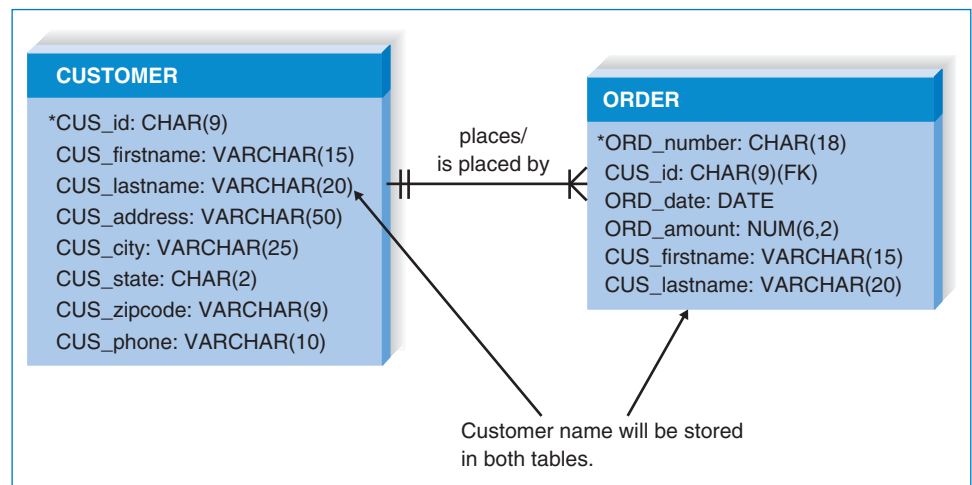 CUSTOMER
*CUS_id: CHAR(9)
CUS_firstname: VARCHAR(15)
CUS_lastname: VARCHAR(20)
CUS_address: VARCHAR(50)
CUS_city: VARCHAR(25)
CUS_state: CHAR(2)
CUS_zipcode: VARCHAR(9)
CUS_phone: VARCHAR(10)
places/
is placed by
ORDER
*ORD_number: CHAR(18)
CUS_id: CHAR(9)(FK)
ORD_date: DATE
ORD_amount: NUM(6,2)
CUS_firstname: VARCHAR(15)
CUS_lastname: VARCHAR(20)
Customer name will be stored
in both tables.